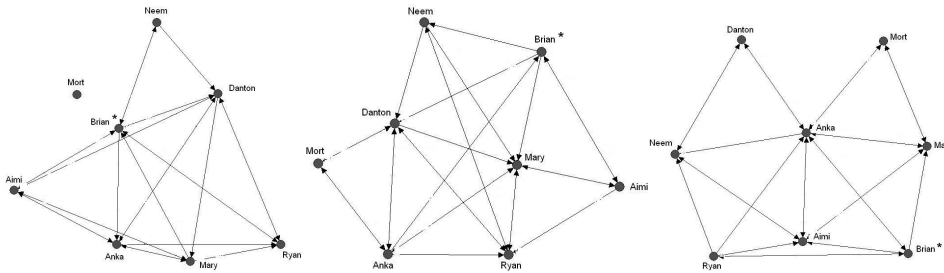 Neem
Mort
Danton
Brian *
Aimi
Anka
Mary
Ryan
Neem
Brian *
Danton
Mort
Mary
Aimi
Anka
Ryan
Danton
Mort
Anka
Neem
Ma
Aimi
Brian *
Ryan